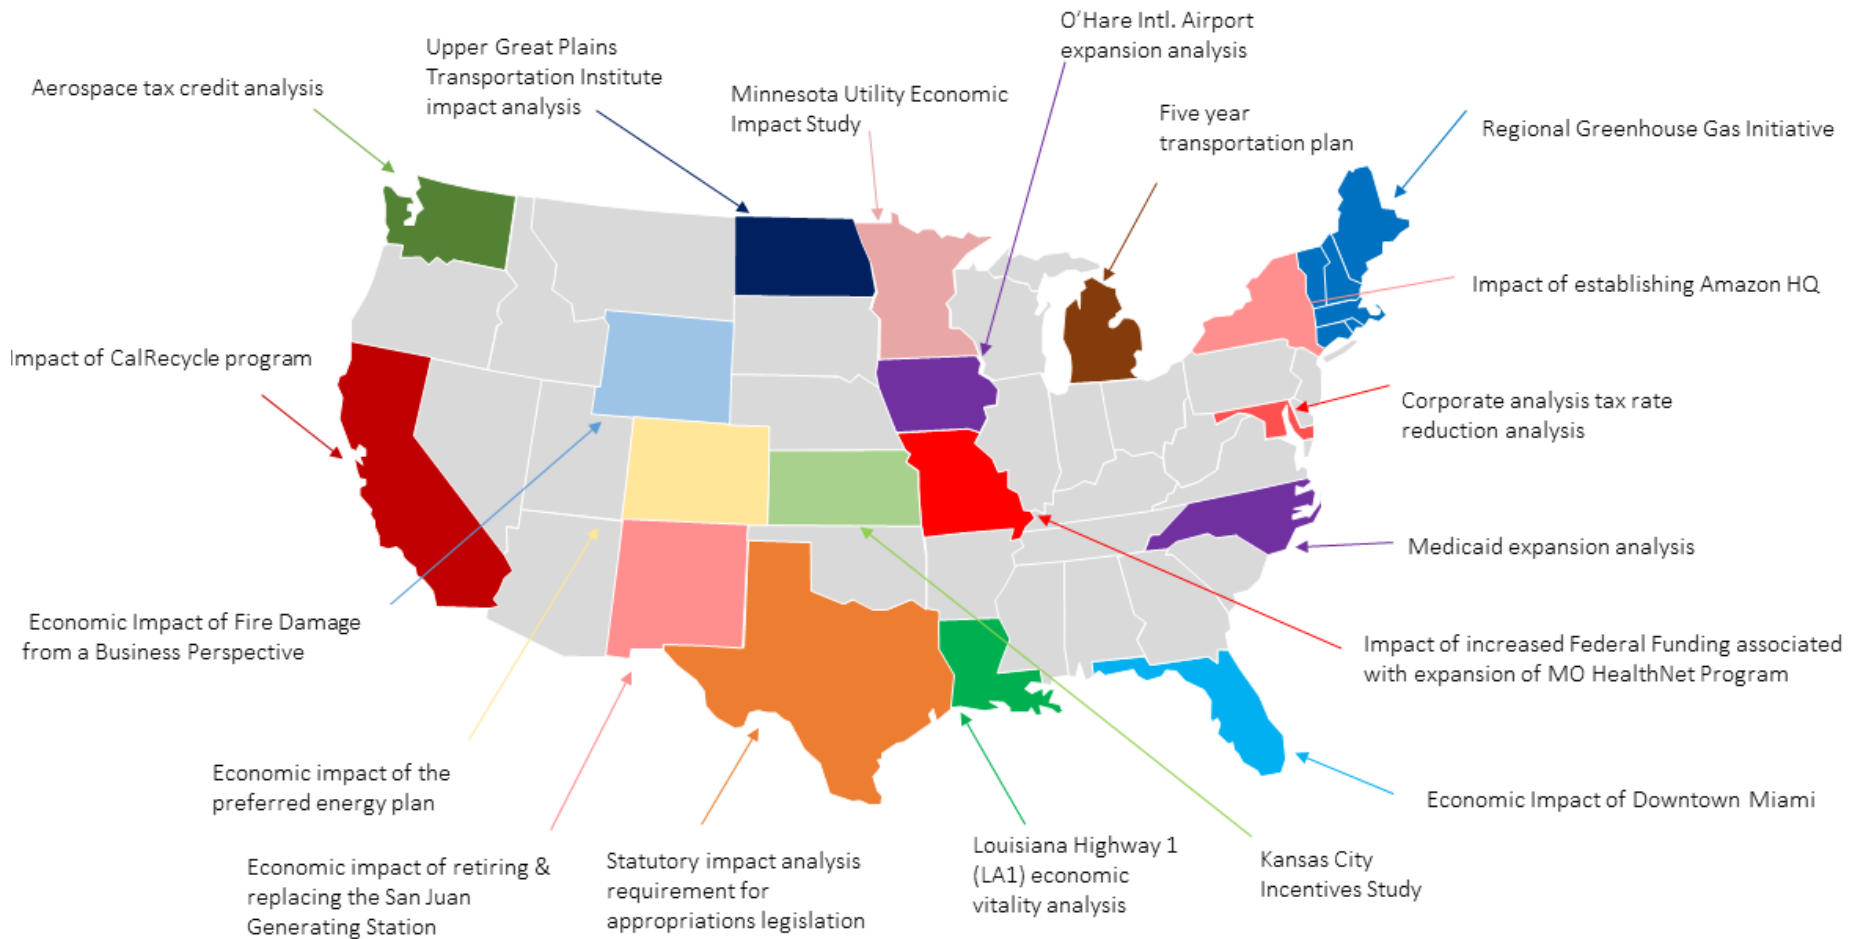 O’Hare Intl. Airport
expansion analysis
Upper Great Plains
Transportation Institute
impact analysis
Aerospace tax credit analysis
Minnesota Utility Economic
Impact Study
Five year
transportation plan
Regional Greenhouse Gas Initiative
Impact of establishing Amazon HQ
Impact of CalRecycle program
Corporate analysis tax rate
reduction analysis
Medicaid expansion analysis
Economic Impact of Fire Damage
from a Business Perspective
Impact of increased Federal Funding associated
with expansion of MO HealthNet Program
Economic impact of the
preferred energy plan
Economic Impact of Downtown Miami
Economic impact of retiring &
replacing the San Juan
Generating Station
Statutory impact analysis
requirement for
appropriations legislation
Louisiana Highway 1
(LA1) economic
vitality analysis
Kansas City
Incentives Study